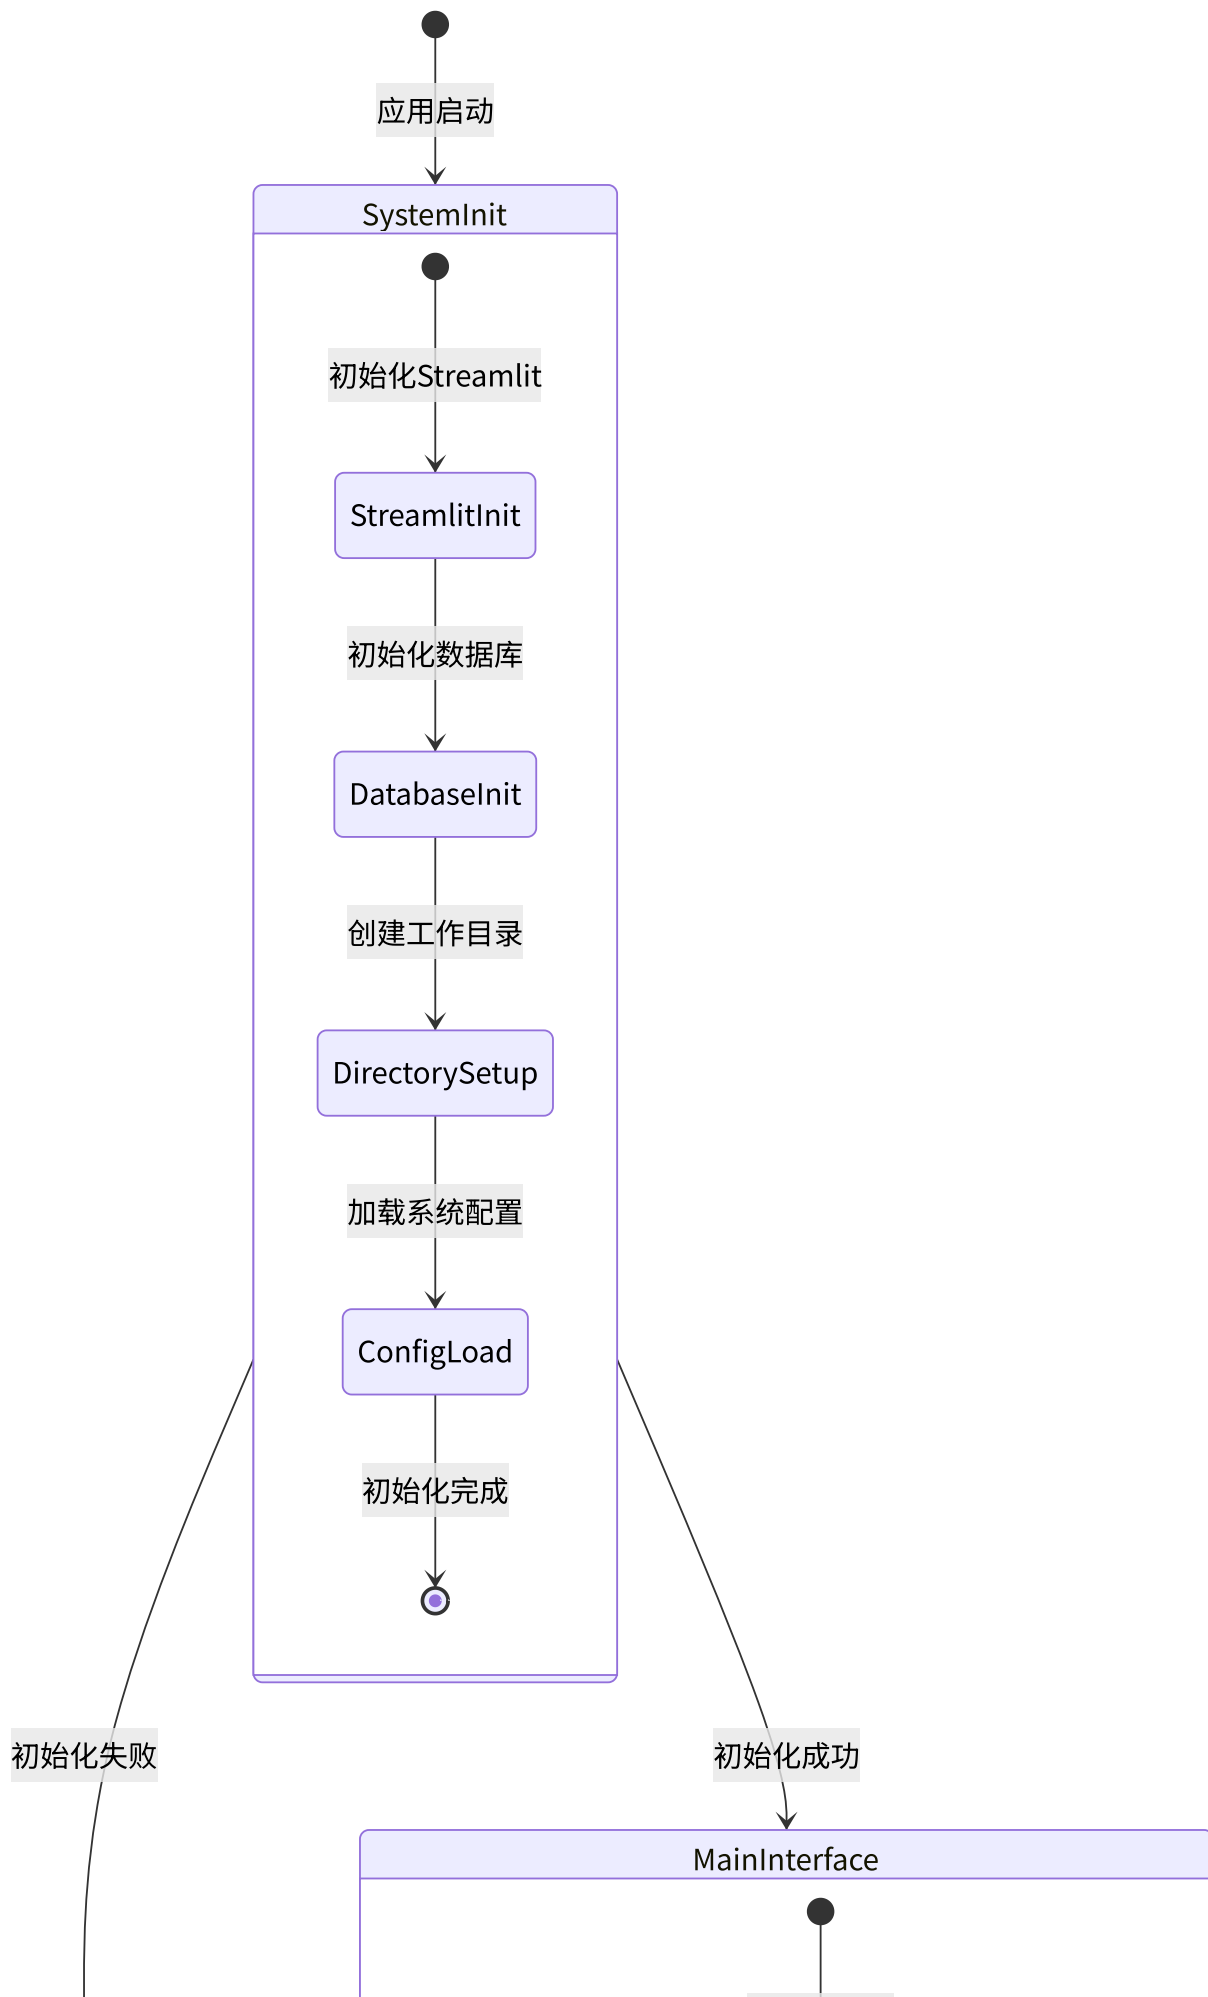 应用启动
SystemInit
初始化Streamlit
StreamlitInit
初始化数据库
DatabaseInit
创建工作目录
DirectorySetup
加载系统配置
ConfigLoad
初始化完成
初始化失败
初始化成功
MainInterface